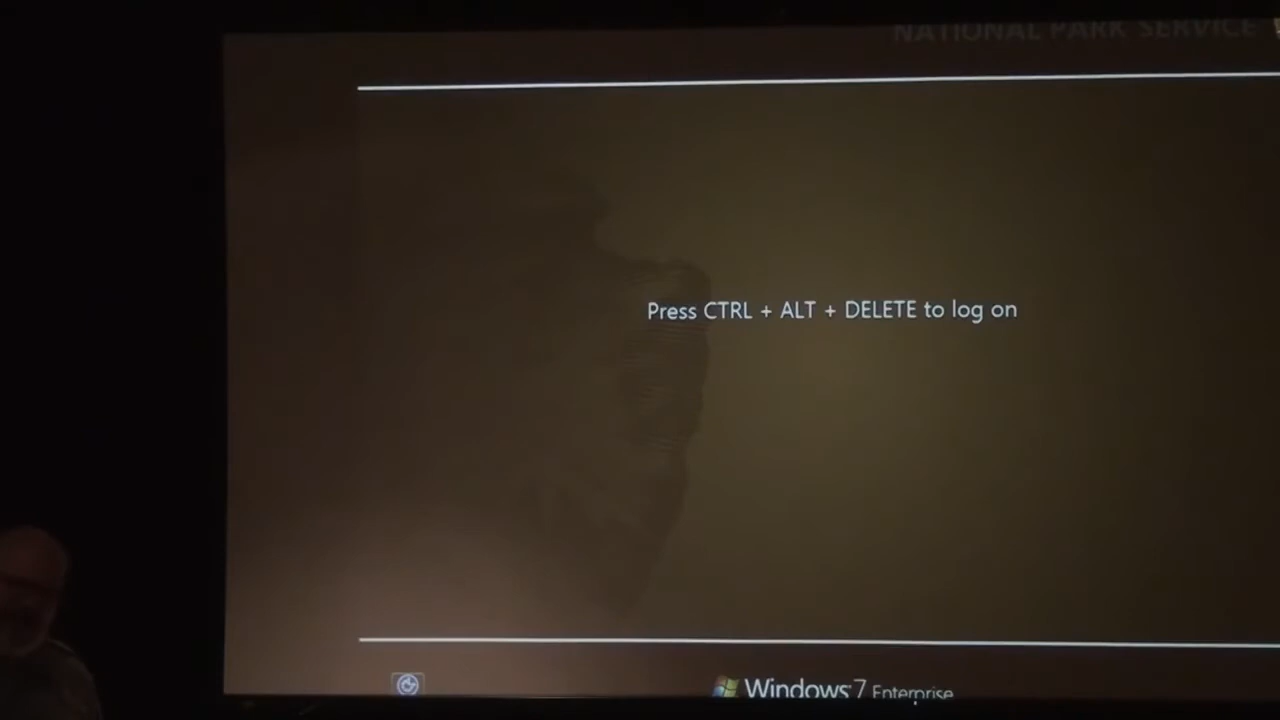 NATIONAL PARK SERVICE
Press CTRL + ALT + DELETE to log on
Windows 7 Enterprise